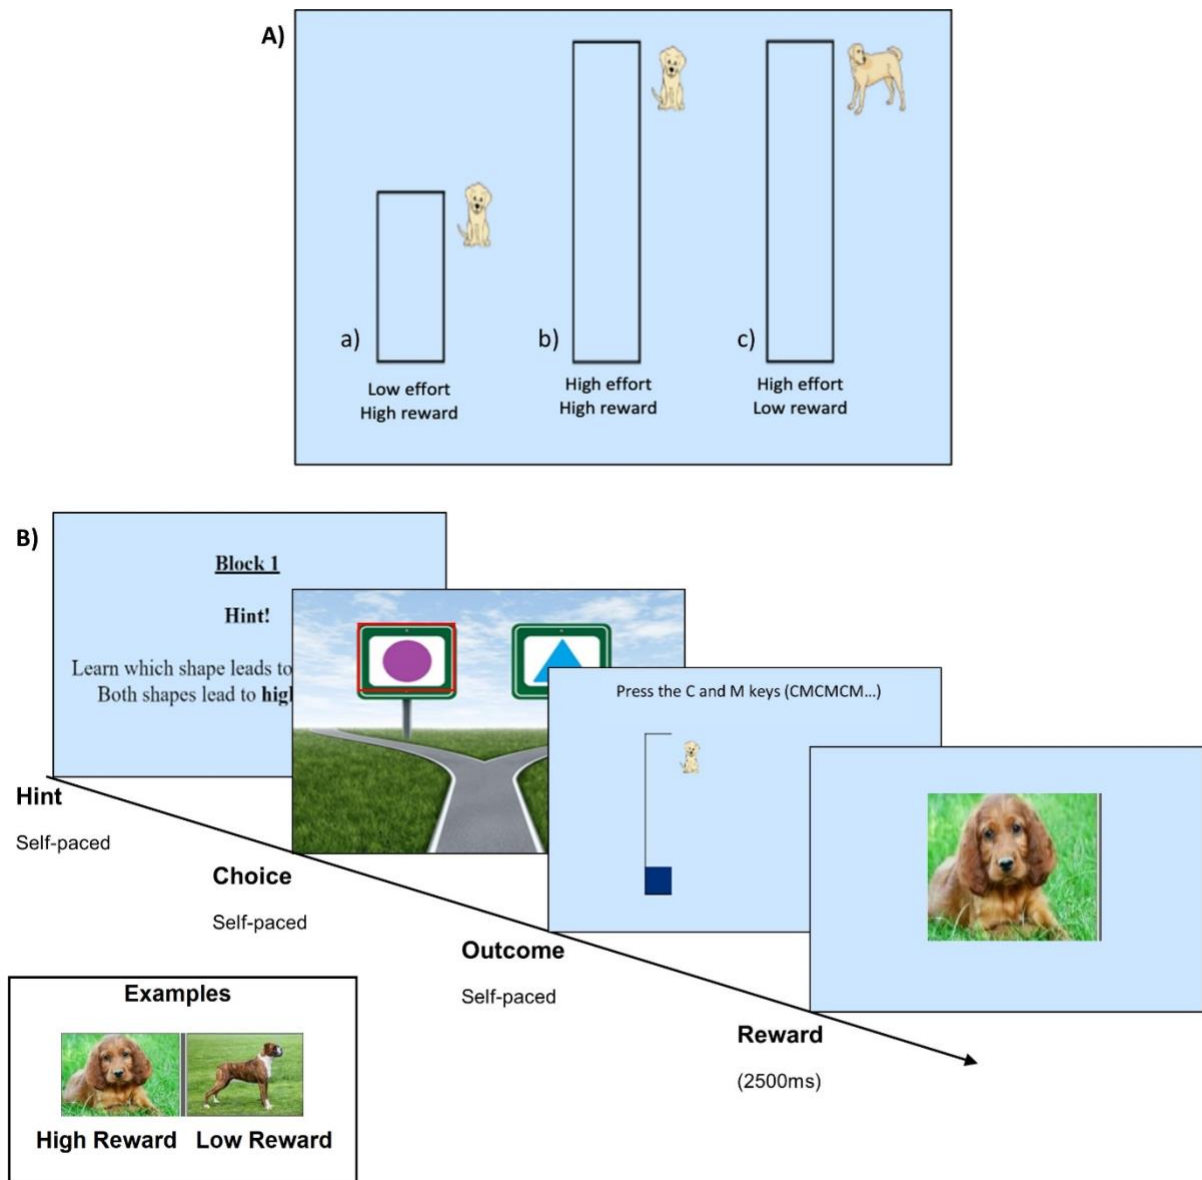 A)
a)
Low effort
High reward
b)
High effort
High reward
c)
High effort
Low reward
B)
Block 1
Hint!
Learn which shape leads to
Both shapes lead to
Press the C and M keys (CMCMCM...)
Hint
Self-paced
Choice
Self-paced
Outcome
Self-paced
Reward
(2500ms)
Examples
High Reward
Low Reward